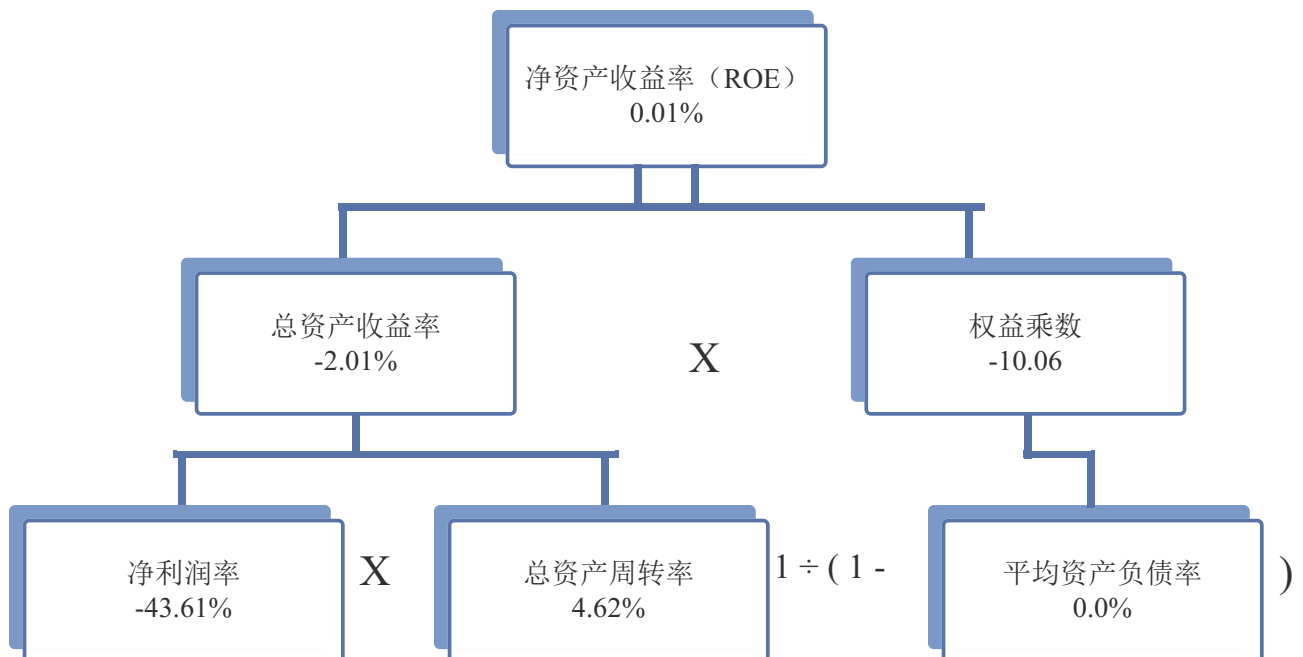 净资产收益率（ROE）
0.01%
总资产收益率
-2.01%
X
权益乘数
-10.06
净利润率
-43.61%
X
总资产周转率
4.62%
1 ÷ ( 1 -
平均资产负债率
0.0%
)